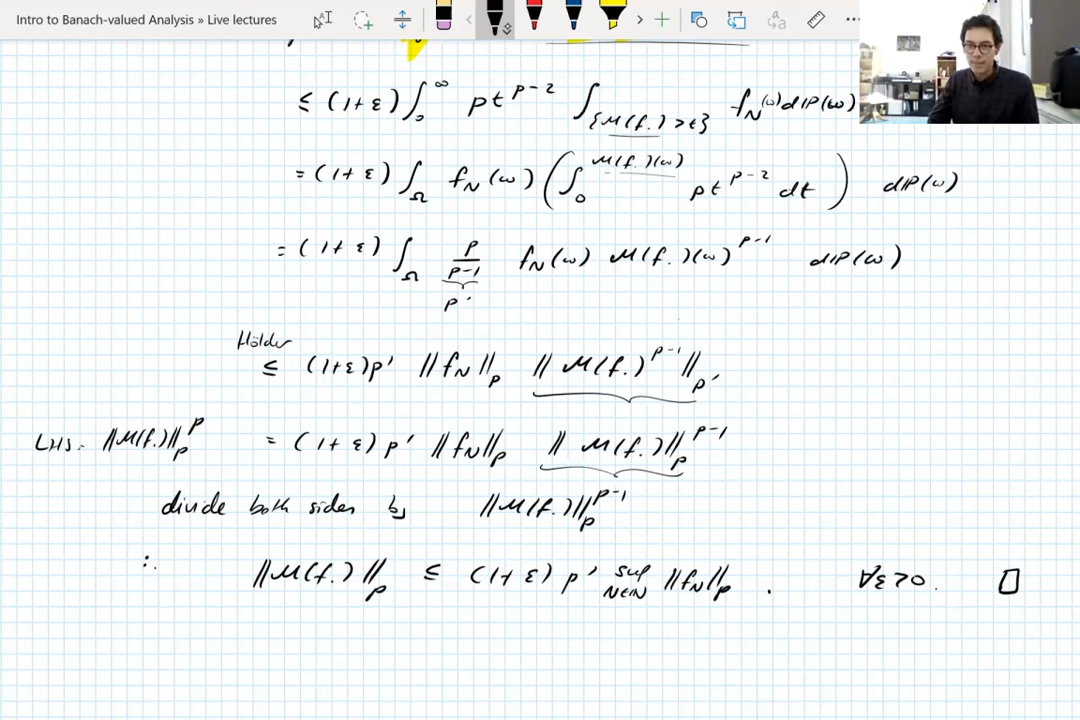 Intro to Banach-valued Analysis » Live lectures
≤ (1+ε) ∫₀^∞ p t^{p-2} ∫_{{M(f.)>t}} f_N(ω) dP(ω)
= (1+ε) ∫_Ω f_N(ω) ( ∫₀^{M(f.)(ω)} p t^{p-2} dt ) dP(ω)
= (1+ε) ∫_Ω p/(p-1) f_N(ω) M(f.)(ω)^{p-1} dP(ω)
p'
Hölder
≤ (1+ε)p' ||f_N||_p || M(f.)^{p-1} ||_{p'}
LHS: ||M(f.)||_p^p = (1+ε)p' ||f_N||_p || M(f.)||_p^{p-1}
divide both sides by ||M(f.)||_p^{p-1}
∴ ||M(f.)||_p ≤ (1+ε) p' sup_{N∈ℕ} ||f_N||_p . ∀ε>0. □